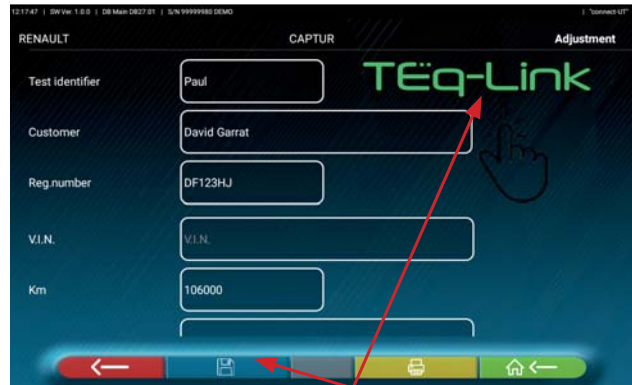 12:17:47 | SW Ver. 1.0.0 | DB Main DB27.01 | S/N 99999980 DEMO | "connect-UT"
RENAULT CAPTUR Adjustment
TEq-Link
Test identifier Paul
Customer David Garrat
Reg.number DF123HJ
V.I.N. V.I.N.
Km 106000